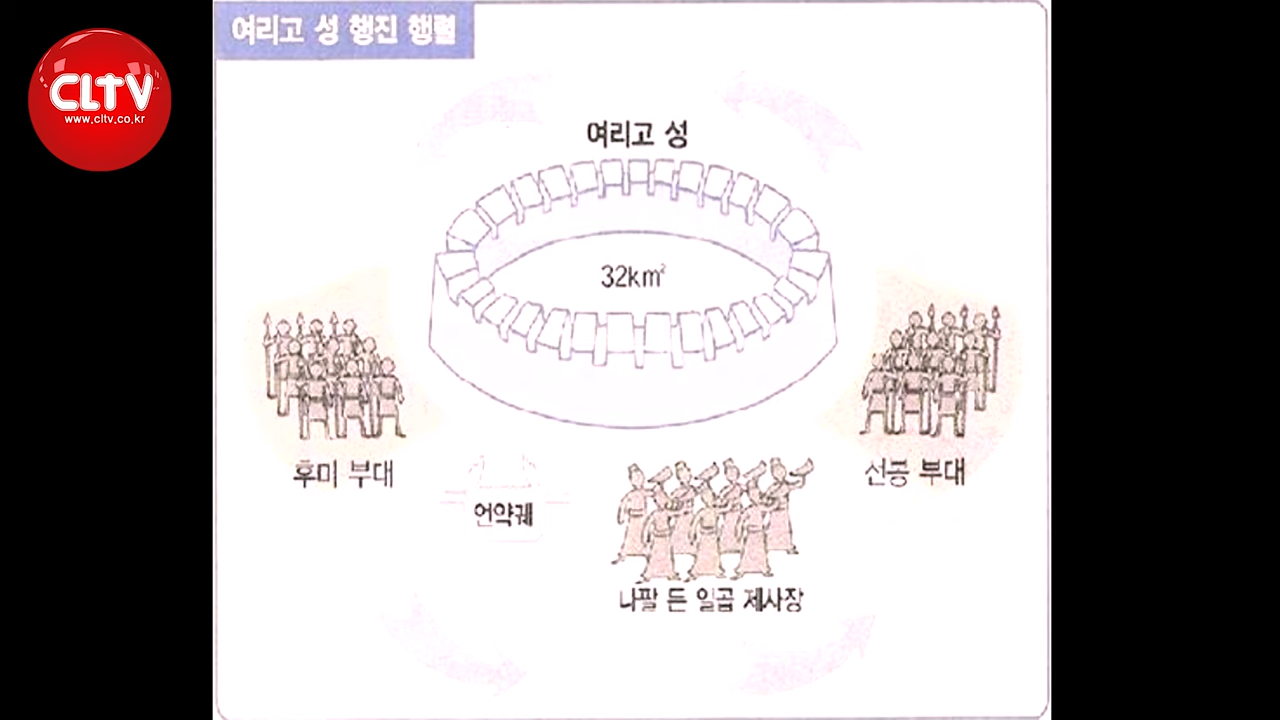 여리고 성 행진 행렬
CLTV
www.cltv.co.kr
여리고 성
32km²
후미 부대
선봉 부대
언약궤
나팔 든 일곱 제사장